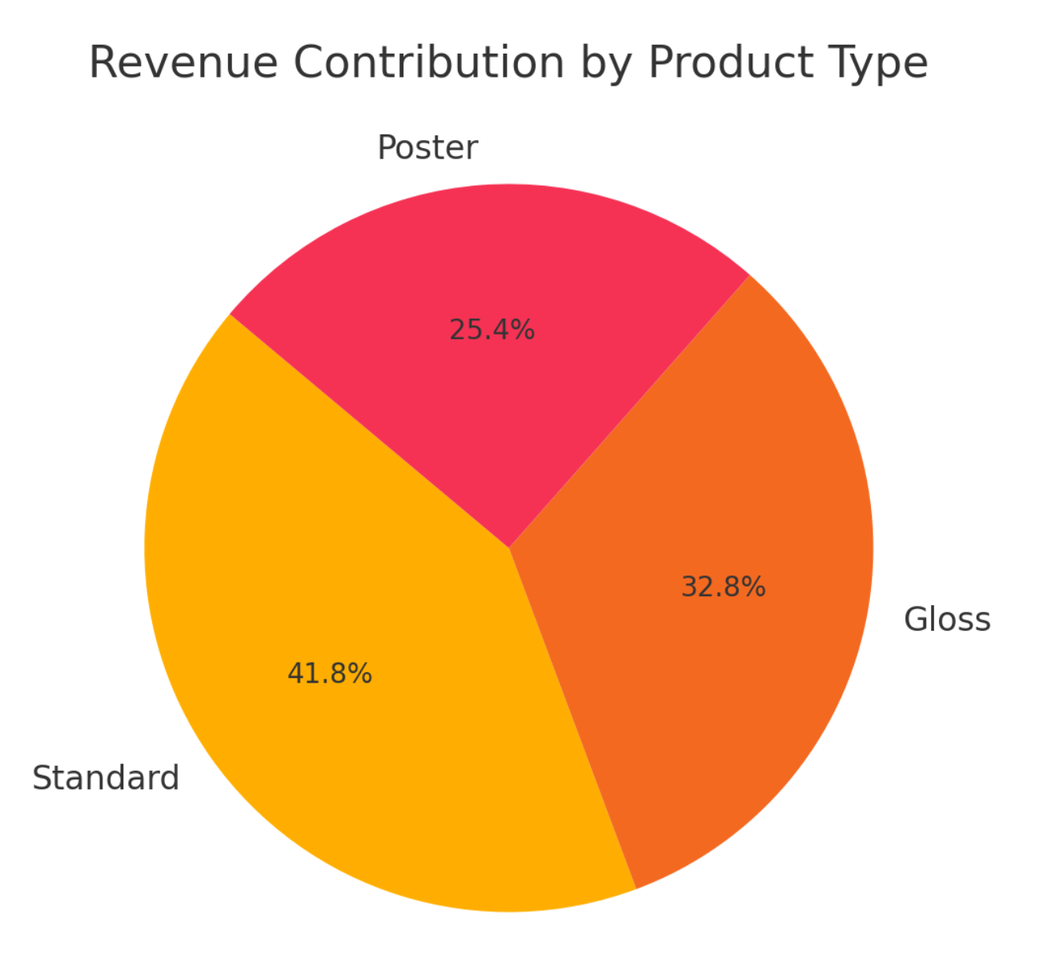 Revenue Contribution by Product Type
Poster
25.4%
32.8%
Gloss
41.8%
Standard